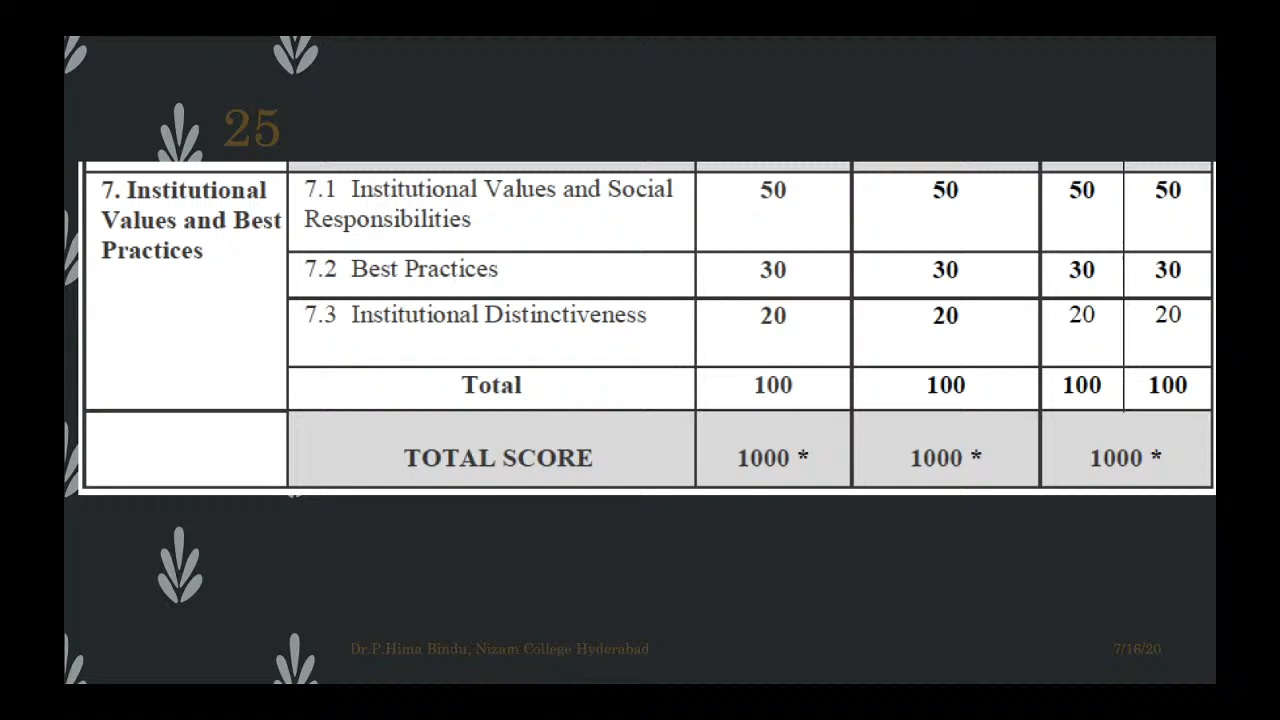 25
7. Institutional Values and Best Practices
7.1 Institutional Values and Social Responsibilities 50 50 50 50
7.2 Best Practices 30 30 30 30
7.3 Institutional Distinctiveness 20 20 20 20
Total 100 100 100 100
TOTAL SCORE 1000 * 1000 * 1000 *
Dr.P.Hima Bindu, Nizam College Hyderabad 7/16/20